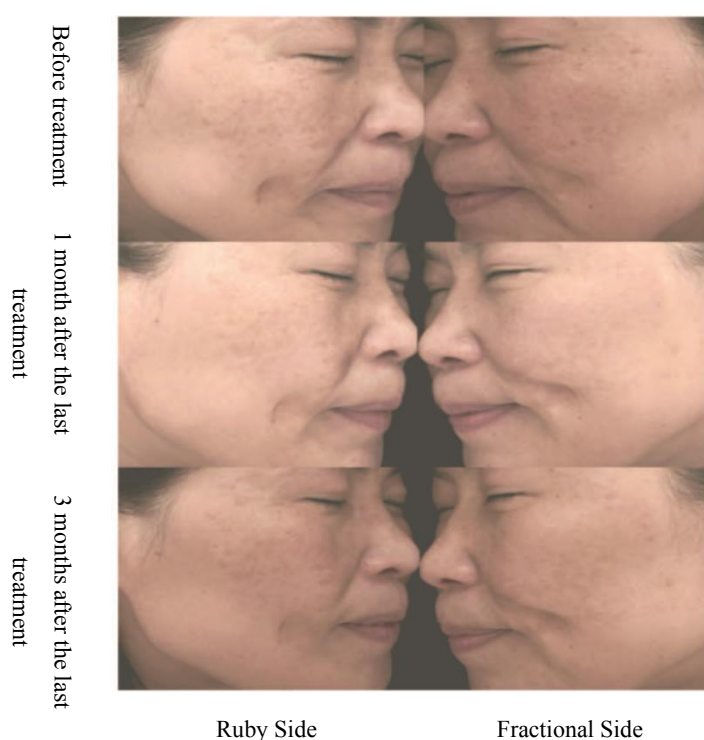 Before treatment
1 month after the last
treatment
3 months after the last
treatment
Ruby Side
Fractional Side